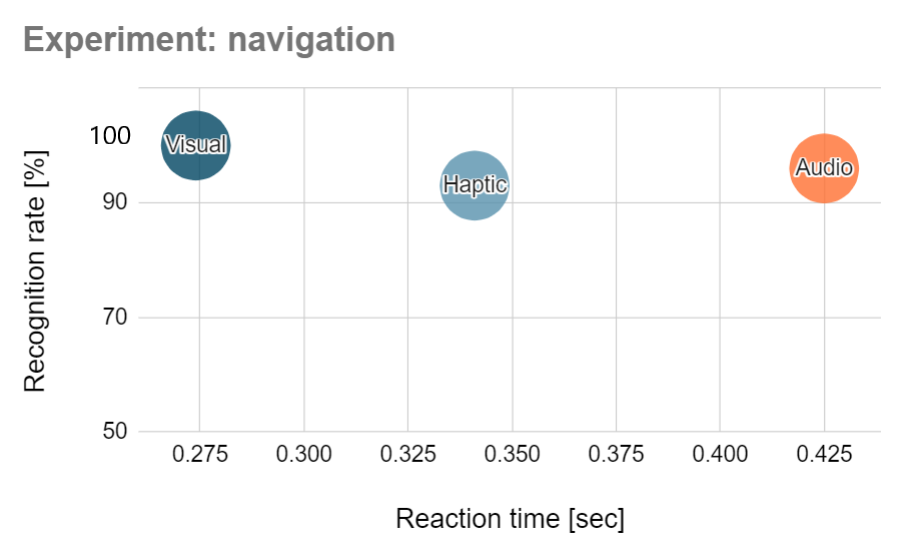 Experiment: navigation
Recognition rate [%]
100
90
70
50
Visual
Haptic
Audio
0.275 0.300 0.325 0.350 0.375 0.400 0.425
Reaction time [sec]